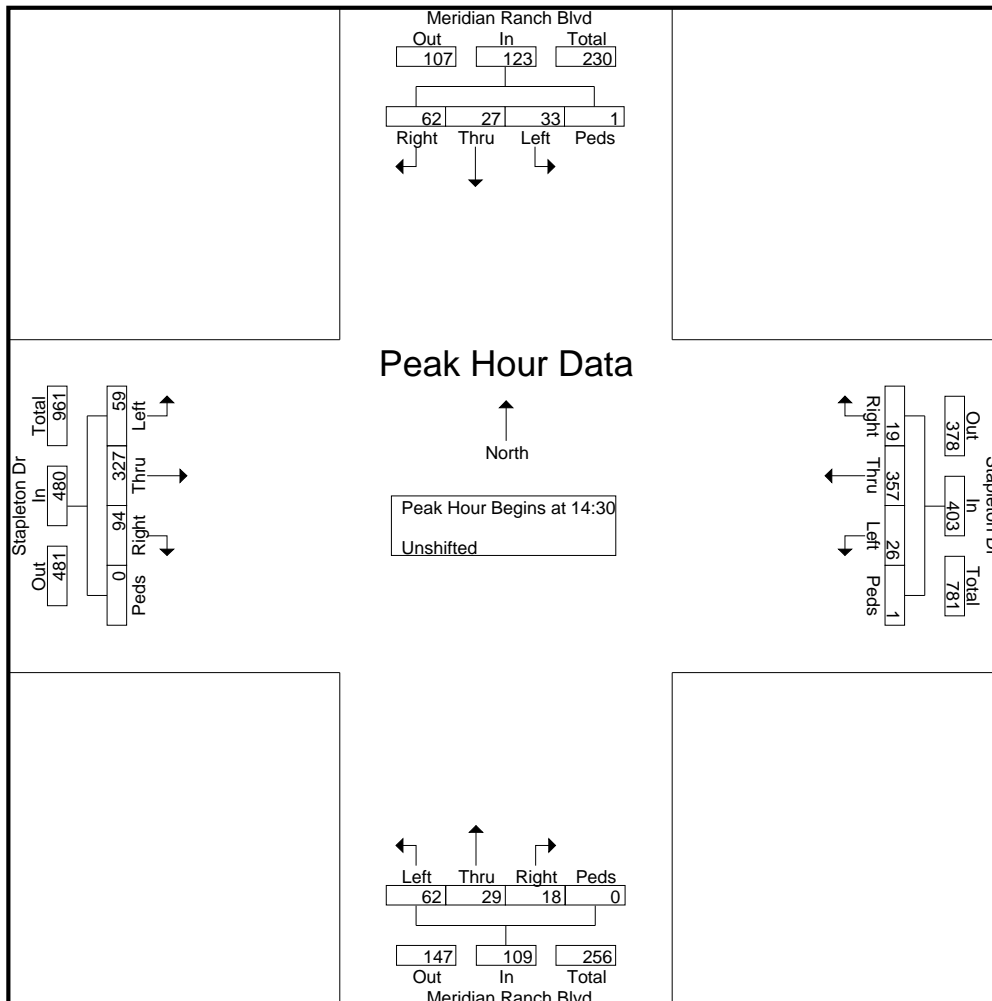 Meridian Ranch Blvd
Out In Total
107 123 230
62 27 33 1
Right Thru Left Peds
Peak Hour Data
North
Peak Hour Begins at 14:30
Unshifted
Stapleton Dr
Total In Out
961 480 481
59 327 94 0
Left Thru Right Peds
Right Thru Left Peds
19 357 26 1
Out In Total
378 403 781
Stapleton Dr
Left Thru Right Peds
62 29 18 0
147 109 256
Out In Total
Meridian Ranch Blvd